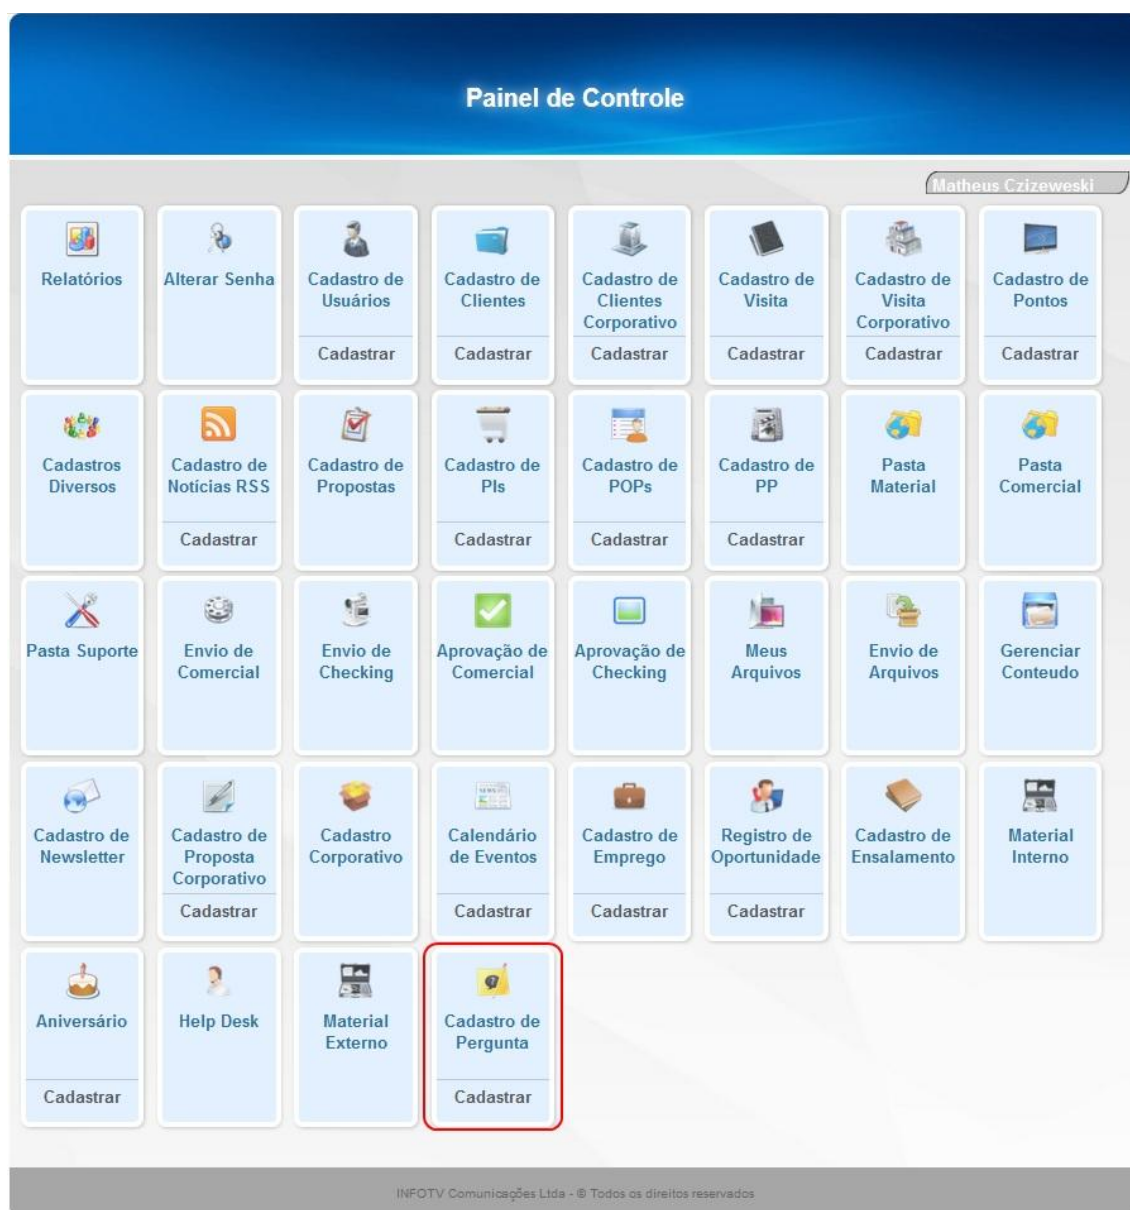 Painel de Controle
Matheus Czizeweski
Relatórios
Alterar Senha
Cadastro de
Usuários
Cadastrar
Cadastro de
Clientes
Cadastrar
Cadastro de
Clientes
Corporativo
Cadastrar
Cadastro de
Visita
Cadastrar
Cadastro de
Visita
Corporativo
Cadastrar
Cadastro de
Pontos
Cadastrar
Cadastros
Diversos
Cadastro de
Notícias RSS
Cadastrar
Cadastro de
Propostas
Cadastro de
PIs
Cadastrar
Cadastro de
POPs
Cadastrar
Cadastro de
PP
Cadastrar
Pasta
Material
Pasta
Comercial
Pasta Suporte
Envio de
Comercial
Envio de
Checking
Aprovação de
Comercial
Aprovação de
Checking
Meus
Arquivos
Envio de
Arquivos
Gerenciar
Conteudo
Cadastro de
Newsletter
Cadastro de
Proposta
Corporativo
Cadastrar
Cadastro
Corporativo
Calendário
de Eventos
Cadastrar
Cadastro de
Emprego
Cadastrar
Registro de
Oportunidade
Cadastrar
Cadastro de
Ensalamento
Material
Interno
Aniversário
Cadastrar
Help Desk
Material
Externo
Cadastro de
Pergunta
Cadastrar
INFOTV Comunicações Ltda - © Todos os direitos reservados